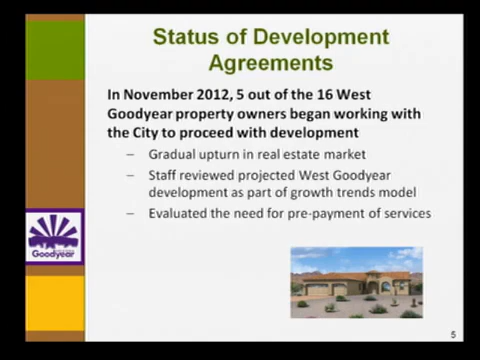 Status of Development
Agreements
In November 2012, 5 out of the 16 West
Goodyear property owners began working with
the City to proceed with development
– Gradual upturn in real estate market
– Staff reviewed projected West Goodyear
development as part of growth trends model
– Evaluated the need for pre-payment of services
Goodyear
5